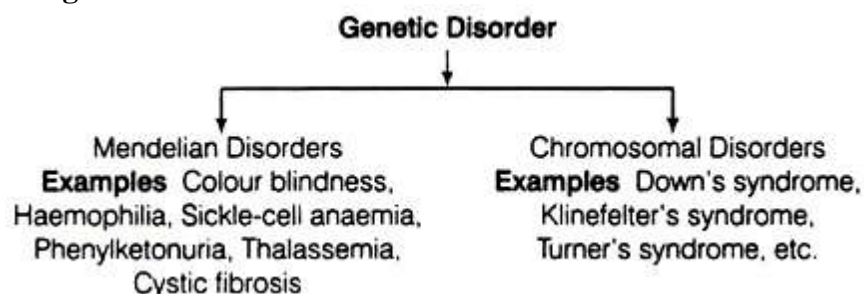 Genetic Disorder
Mendelian Disorders
Examples Colour blindness,
Haemophilia, Sickle-cell anaemia,
Phenylketonuria, Thalassemia,
Cystic fibrosis
Chromosomal Disorders
Examples Down's syndrome,
Klinefelter's syndrome,
Turner's syndrome, etc.